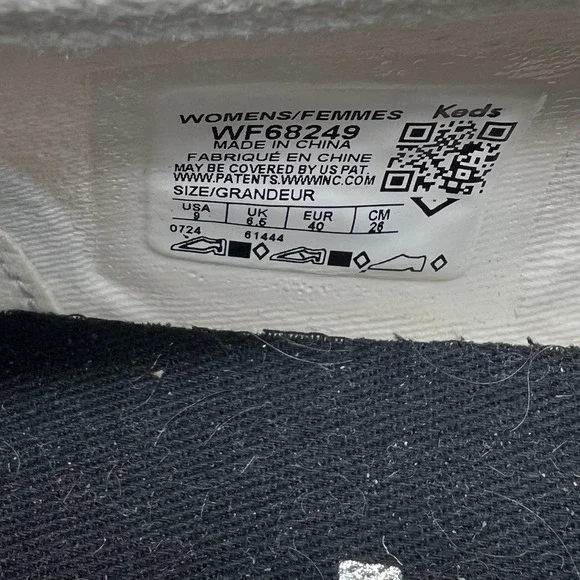 WOMENS/FEMMES Keds
WF68249
MADE IN CHINA
FABRIQUÉ EN CHINE
MAY BE COVERED BY US PAT.
WWW.PATENTS.WWWINC.COM
SIZE/GRANDEUR
USA UK EUR CM
9 6.5 40 26
0724 61444